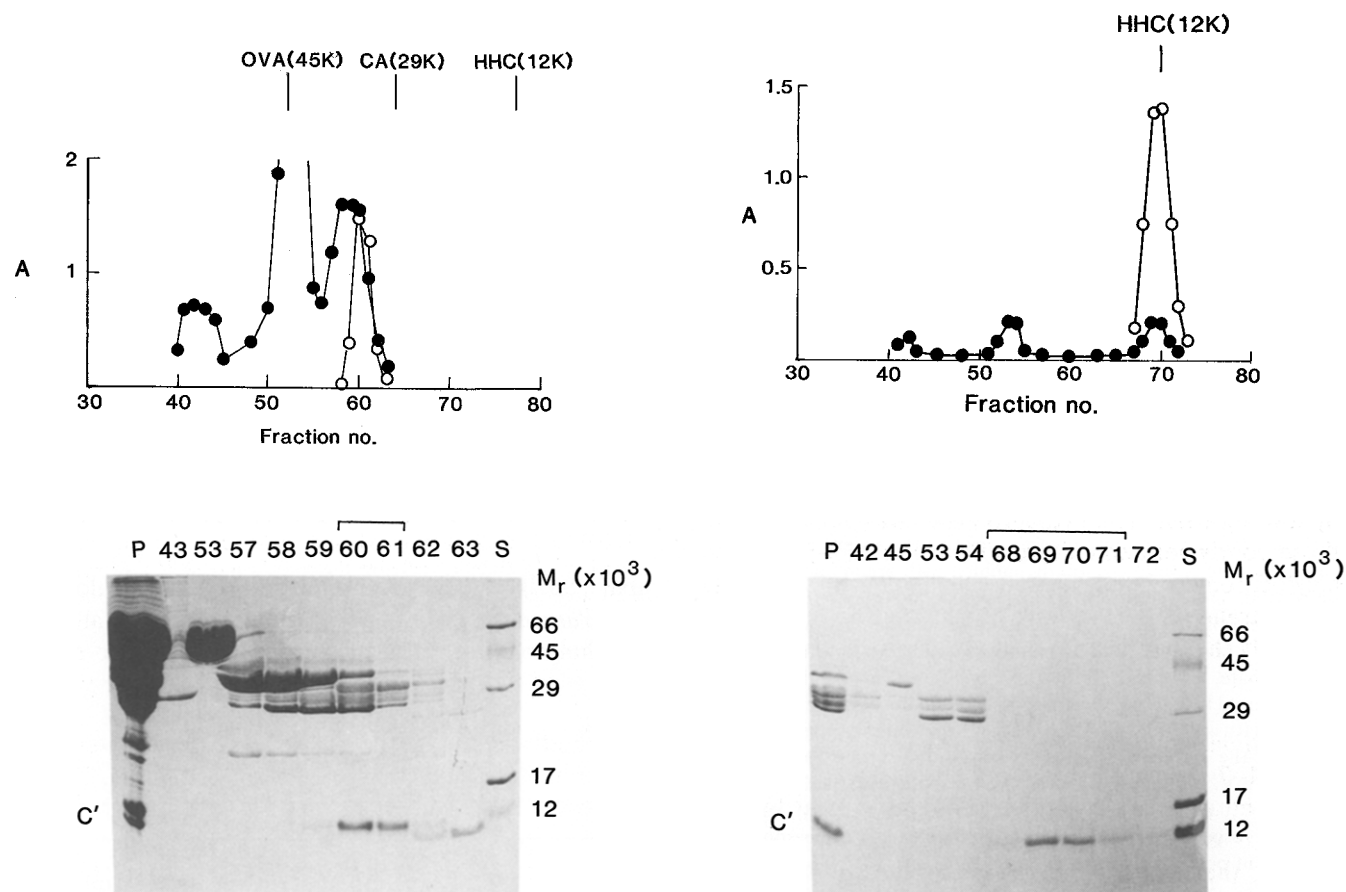 OVA(45K) CA(29K) HHC(12K)
2
1
A
30 40 50 60 70 80
Fraction no.
HHC(12K)
1.5
1.0
0.5
A
30 40 50 60 70 80
Fraction no.
P 43 53 57 58 59 60 61 62 63 S
Mr (x10³)
66
45
29
17
12
C'
P 42 45 53 54 68 69 70 71 72 S
Mr (x10³)
66
45
29
17
12
C'